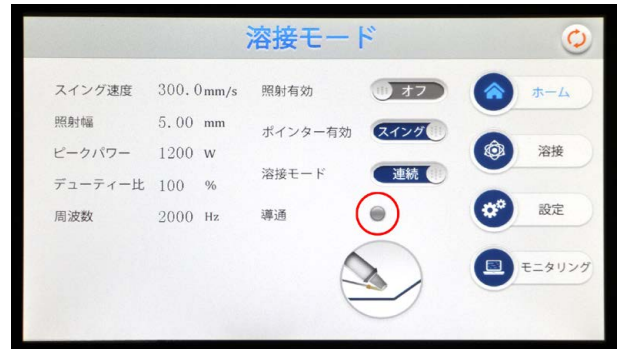 溶接モード
スイング速度 300.0mm/s 照射有効 オフ ホーム
照射幅 5.00 mm ポインター有効 スイング
ピークパワー 1200 W 溶接
デューティー比 100 % 溶接モード 連続
周波数 2000 Hz 導通 設定
モニタリング